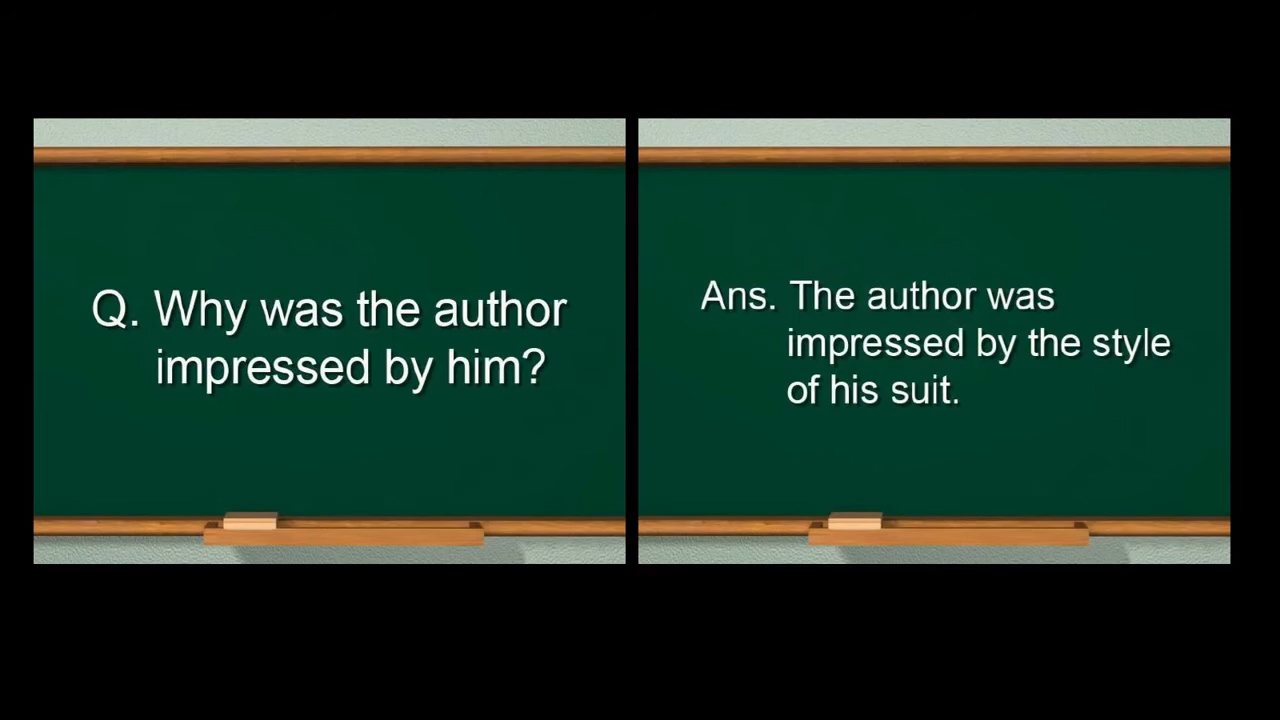 Q. Why was the author
impressed by him?
Ans. The author was
impressed by the style
of his suit.